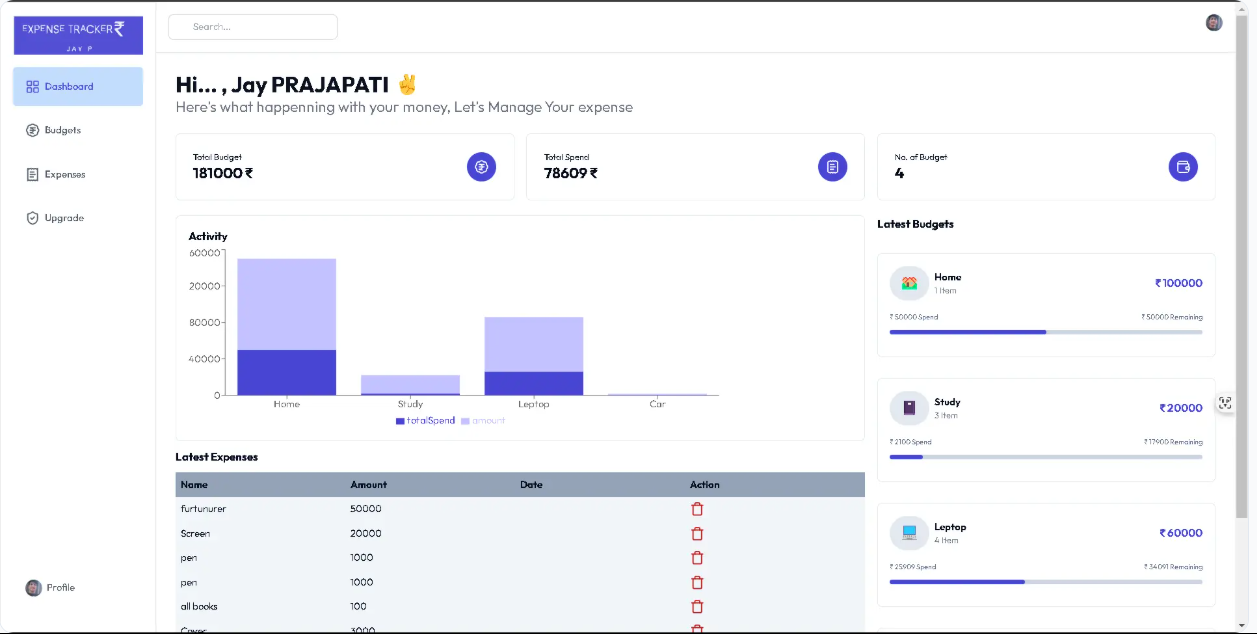 EXPENSE TRACKER₹
JAY P
Search...
Dashboard
Budgets
Expenses
Upgrade
Profile
Hi... , Jay PRAJAPATI ✌️
Here's what happenning with your money, Let's Manage Your expense
Total Budget
181000 ₹
Total Spend
78609 ₹
No. of Budget
4
Activity
60000
20000
80000
40000
0
Home Study Leptop Car
totalSpend amount
Latest Expenses
Name Amount Date Action
furtunurer 50000
Screen 20000
pen 1000
pen 1000
all books 100
Cover 3000
Latest Budgets
Home
1 Item
₹100000
₹ 50000 Spend ₹ 50000 Remaining
Study
3 Item
₹20000
₹ 2100 Spend ₹ 17900 Remaining
Leptop
4 Item
₹60000
₹ 25909 Spend ₹ 34091 Remaining